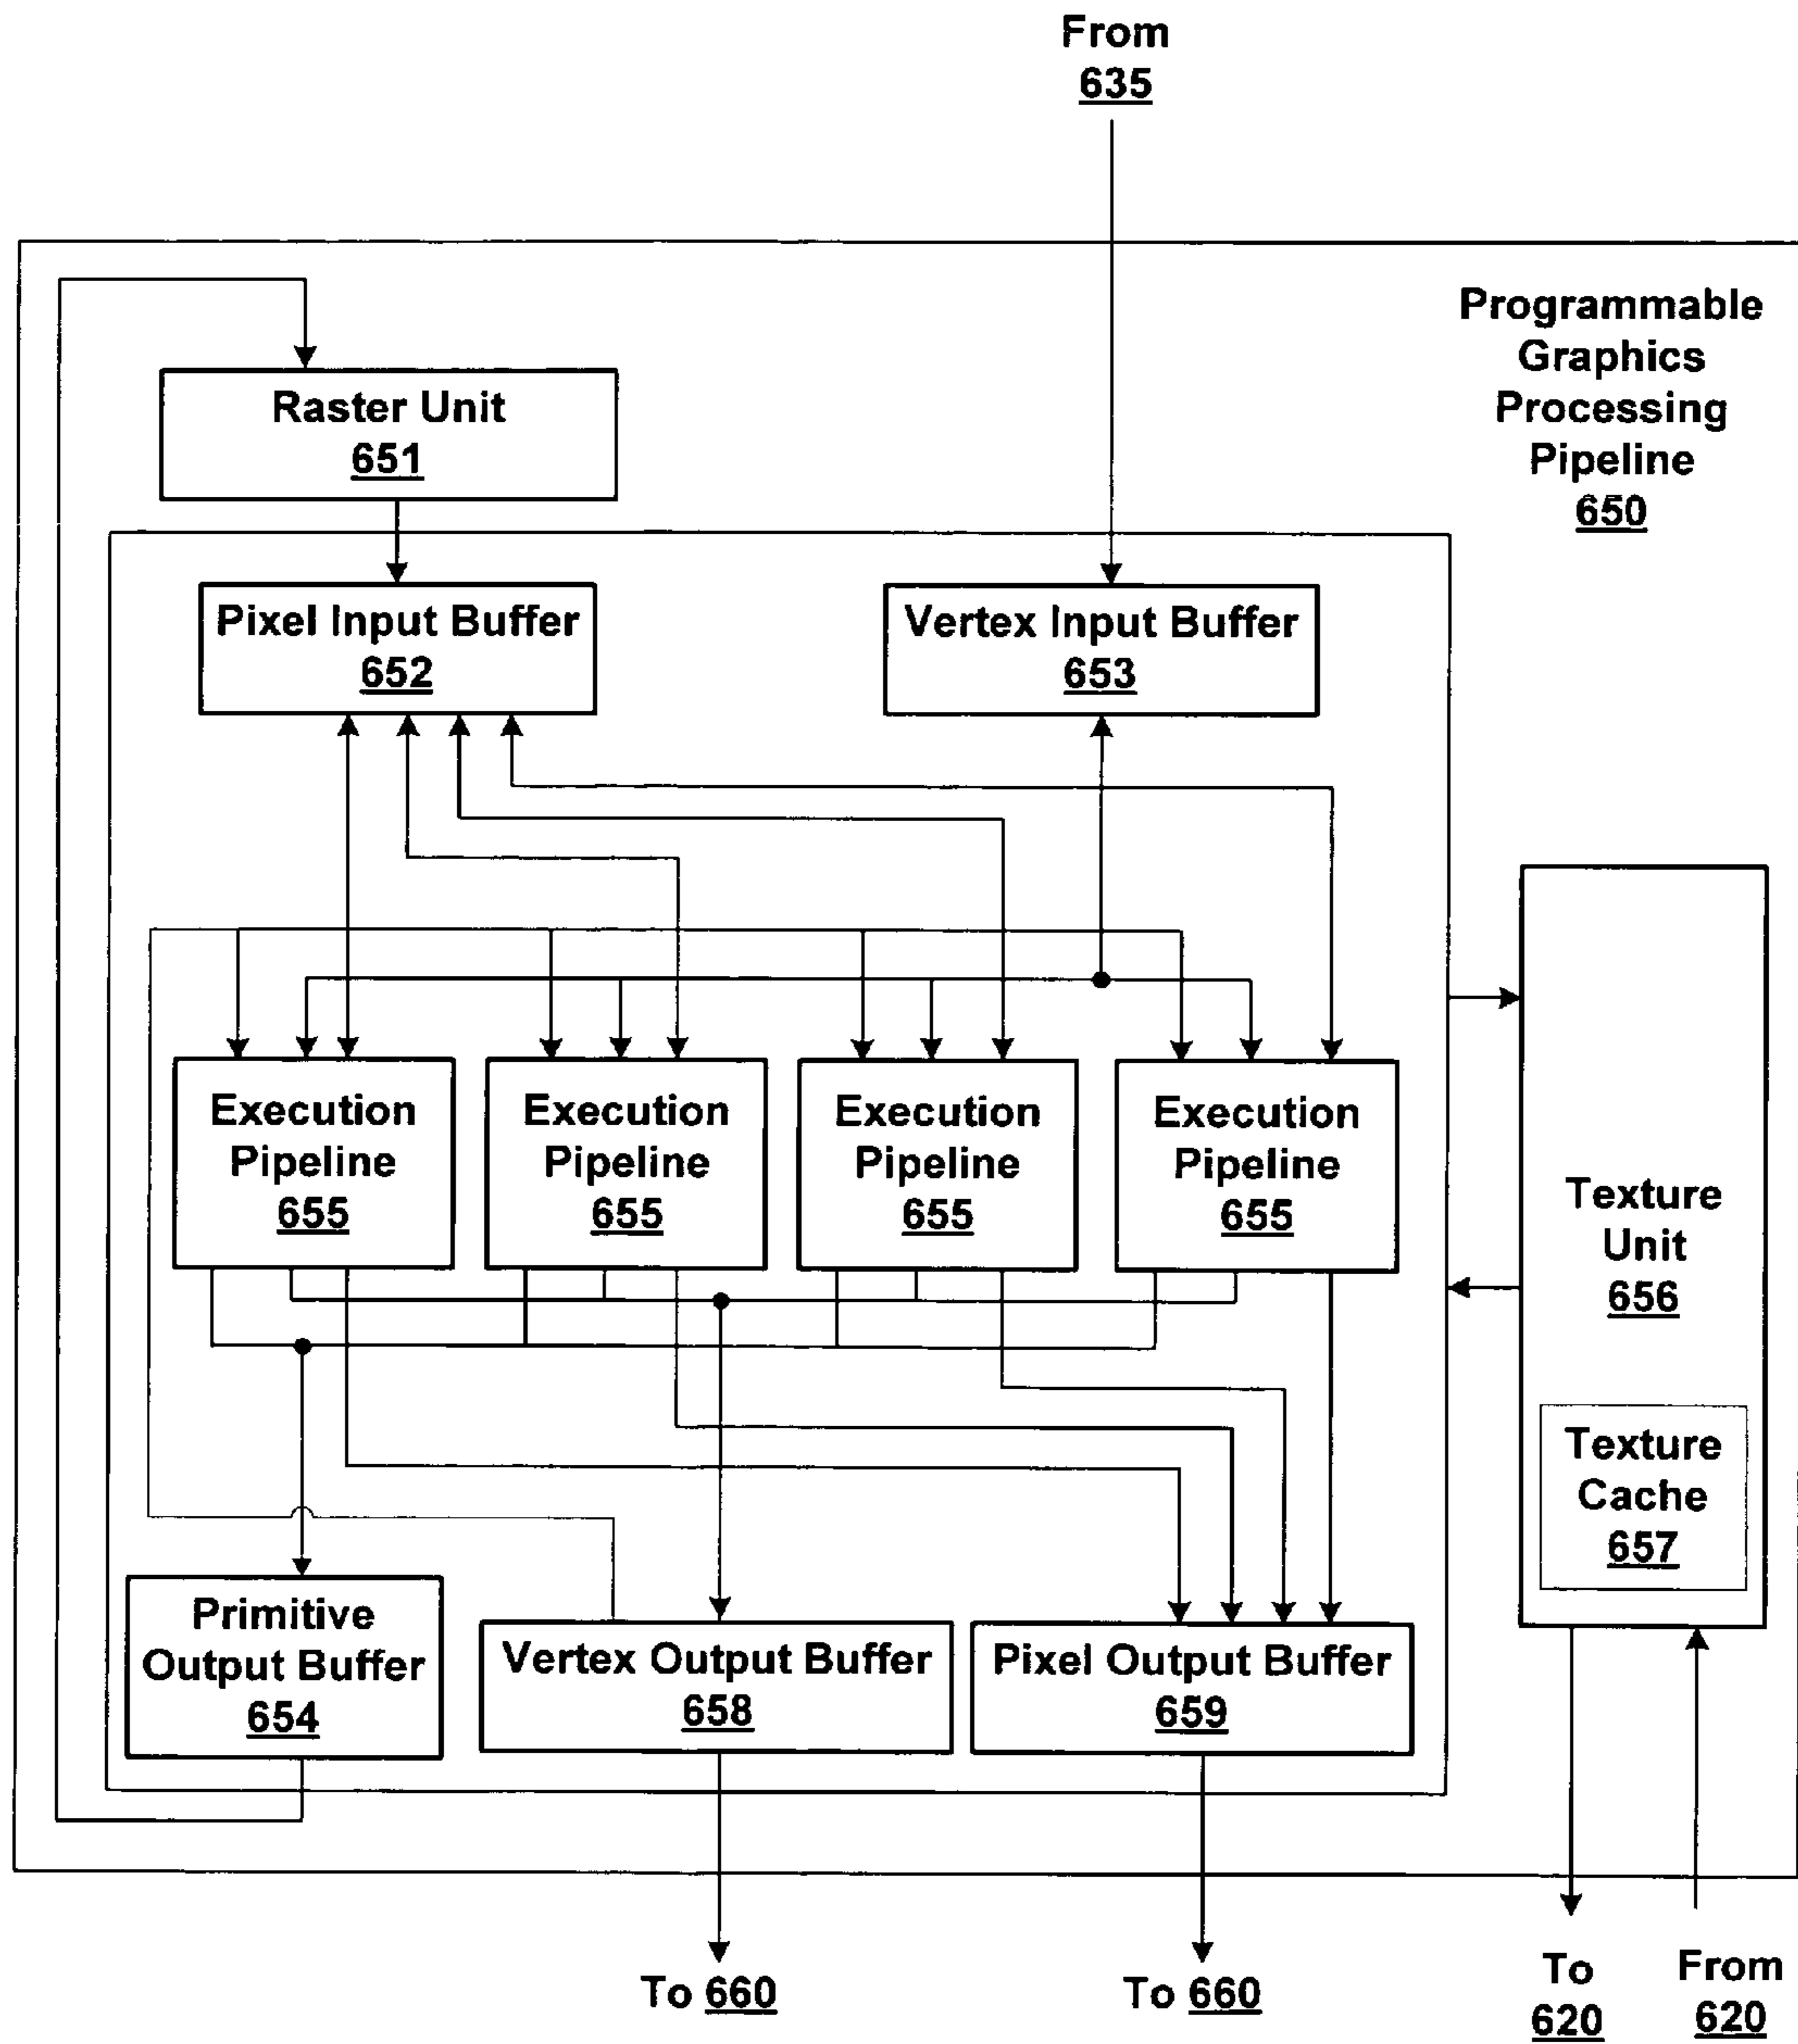 From
635
Programmable
Graphics
Processing
Pipeline
650
Raster Unit
651
Pixel Input Buffer
652
Vertex Input Buffer
653
Execution
Pipeline
655
Execution
Pipeline
655
Execution
Pipeline
655
Execution
Pipeline
655
Texture
Unit
656
Texture
Cache
657
Primitive
Output Buffer
654
Vertex Output Buffer
658
Pixel Output Buffer
659
To 660
To 660
To
620
From
620